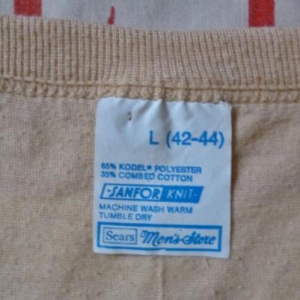 L (42-44)
65% KODEL® POLYESTER
35% COMBED COTTON
-SANFOR KNIT-
MACHINE WASH WARM
TUMBLE DRY
Sears Men's Store